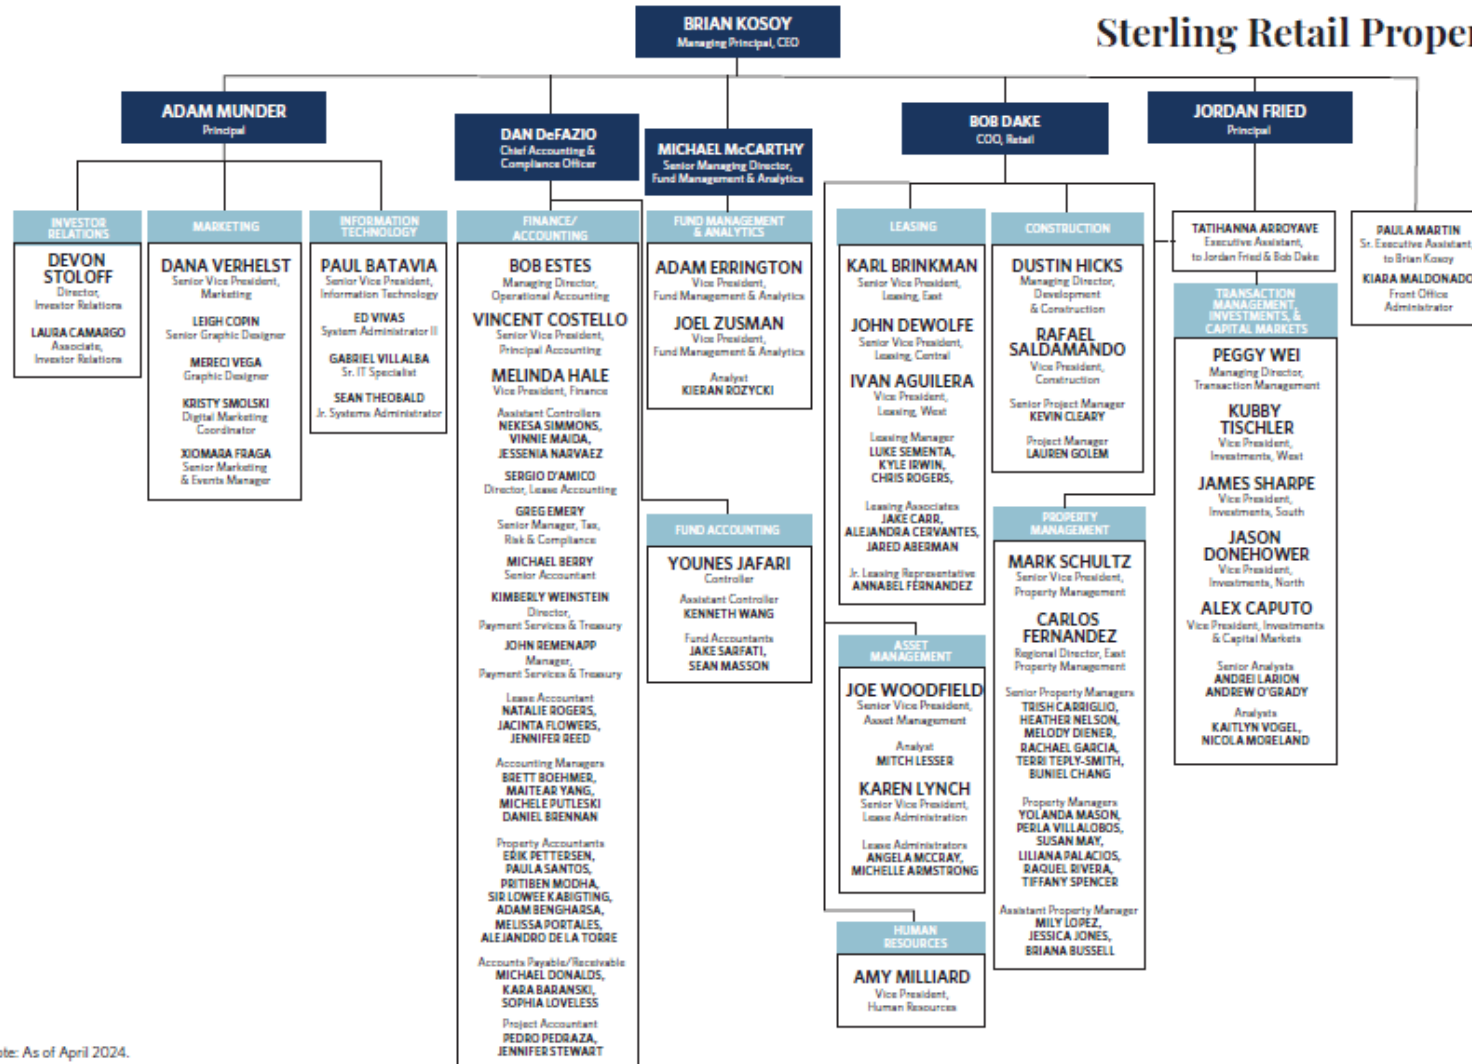 BRIAN KOSOY
Managing Principal, CEO
Sterling Retail Proper
ADAM MUNDER
Principal
DAN DeFAZIO
Chief Accounting &
Compliance Officer
MICHAEL McCARTHY
Senior Managing Director,
Fund Management & Analytics
BOB DAKE
COO, Retail
JORDAN FRIED
Principal
INVESTOR
RELATIONS
DEVON
STOLOFF
Director,
Investor Relations
LAURA CAMARGO
Associate,
Investor Relations
MARKETING
DANA VERHELST
Senior Vice President,
Marketing
LEIGH COPIN
Senior Graphic Designer
MERECI VEGA
Graphic Designer
KRISTY SMOLSKI
Digital Marketing
Coordinator
XIOMARA FRAGA
Senior Marketing
& Events Manager
INFORMATION
TECHNOLOGY
PAUL BATAVIA
Senior Vice President,
Information Technology
ED VIVAS
System Administrator II
GABRIEL VILLALBA
Sr. IT Specialist
SEAN THEOBALD
Jr. Systems Administrator
FINANCE/
ACCOUNTING
BOB ESTES
Managing Director,
Operational Accounting
VINCENT COSTELLO
Senior Vice President,
Principal Accounting
MELINDA HALE
Vice President, Finance
Assistant Controllers
NEKESA SIMMONS,
VINNIE MAIDA,
JESSENIA NARVAEZ
SERGIO D'AMICO
Director, Lease Accounting
GREG EMERY
Senior Manager, Tax,
Risk & Compliance
MICHAEL BERRY
Senior Accountant
KIMBERLY WEINSTEIN
Director,
Payment Services & Treasury
JOHN REMENAPP
Manager,
Payment Services & Treasury
Lease Accountant
NATALIE ROGERS,
JACINTA FLOWERS,
JENNIFER REED
Accounting Managers
BRETT BOEHMER,
MAITEAR YANG,
MICHELE PUTLESKI
DANIEL BRENNAN
Property Accountants
ERIK PETTERSEN,
PAULA SANTOS,
PRITIBEN MODHA,
SIR LOWEE KABIGTING,
ADAM BENGHARSA,
MELISSA PORTALES,
ALEJANDRO DE LA TORRE
Accounts Payable/Receivable
MICHAEL DONALDS,
KARA BARANSKI,
SOPHIA LOVELESS
Project Accountant
PEDRO PEDRAZA,
JENNIFER STEWART
FUND MANAGEMENT
& ANALYTICS
ADAM ERRINGTON
Vice President,
Fund Management & Analytics
JOEL ZUSMAN
Vice President,
Fund Management & Analytics
Analyst
KIERAN ROZYCKI
FUND ACCOUNTING
YOUNES JAFARI
Controller
Assistant Controller
KENNETH WANG
Fund Accountants
JAKE SARFATI,
SEAN MASSON
LEASING
KARL BRINKMAN
Senior Vice President,
Leasing, East
JOHN DEWOLFE
Senior Vice President,
Leasing, Central
IVAN AGUILERA
Vice President,
Leasing, West
Leasing Manager
LUKE SEMENTA,
KYLE IRWIN,
CHRIS ROGERS,
Leasing Associates
JAKE CARR,
ALEJANDRA CERVANTES,
JARED ABERMAN
Jr. Leasing Representative
ANNABEL FERNANDEZ
ASSET
MANAGEMENT
JOE WOODFIELD
Senior Vice President,
Asset Management
Analyst
MITCH LESSER
KAREN LYNCH
Senior Vice President,
Lease Administration
Lease Administrators
ANGELA MCCRAY,
MICHELLE ARMSTRONG
HUMAN
RESOURCES
AMY MILLIARD
Vice President,
Human Resources
CONSTRUCTION
DUSTIN HICKS
Managing Director,
Development
& Construction
RAFAEL
SALDAMANDO
Vice President,
Construction
Senior Project Manager
KEVIN CLEARY
Project Manager
LAUREN GOLEM
PROPERTY
MANAGEMENT
MARK SCHULTZ
Senior Vice President,
Property Management
CARLOS
FERNANDEZ
Regional Director, East
Property Management
Senior Property Managers
TRISH CARRIGLIO,
HEATHER NELSON,
MELODY DIENER,
RACHAEL GARCIA,
TERRI TEPLY-SMITH,
BUNIEL CHANG
Property Managers
YOLANDA MASON,
PERLA VILLALOBOS,
SUSAN MAY,
LILIANA PALACIOS,
RAQUEL RIVERA,
TIFFANY SPENCER
Assistant Property Manager
MILY LOPEZ,
JESSICA JONES,
BRIANA BUSSELL
TATIHANNA ARROYAVE
Executive Assistant,
to Jordan Fried & Bob Dake
TRANSACTION
MANAGEMENT,
INVESTMENTS, &
CAPITAL MARKETS
PEGGY WEI
Managing Director,
Transaction Management
KUBBY
TISCHLER
Vice President,
Investments, West
JAMES SHARPE
Vice President,
Investments, South
JASON
DONEHOWER
Vice President,
Investments, North
ALEX CAPUTO
Vice President, Investments
& Capital Markets
Senior Analysts
ANDREI LARION
ANDREW O'GRADY
Analysts
KAITLYN VOGEL,
NICOLA MORELAND
PAULA MARTIN
Sr. Executive Assistant,
to Brian Kosoy
KIARA MALDONADO
Front Office
Administrator
ote: As of April 2024.